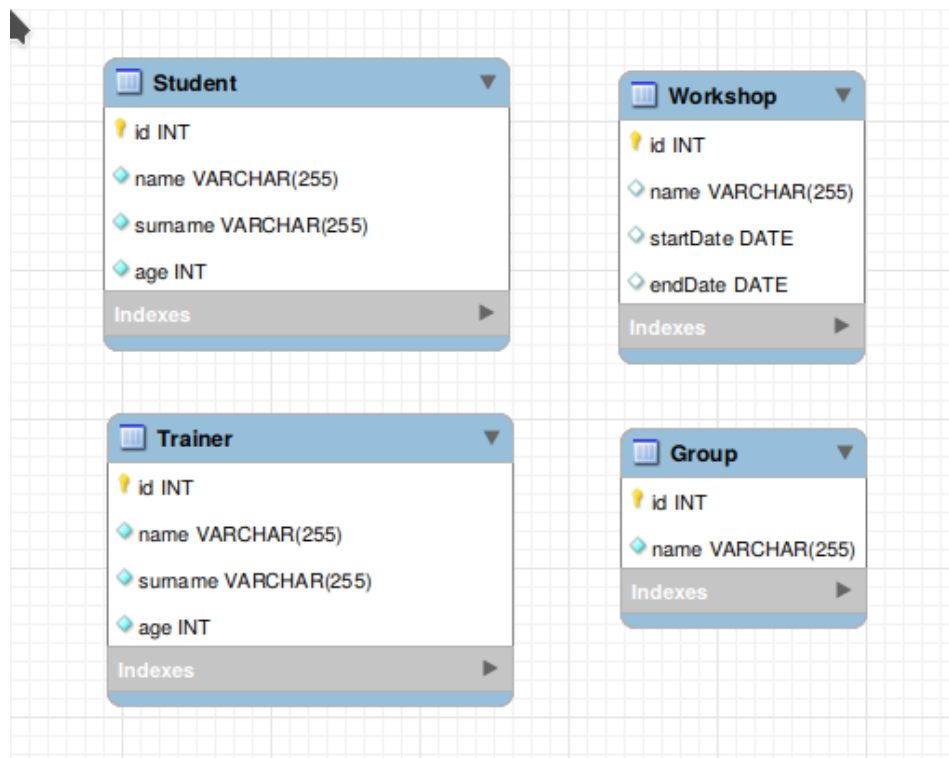 Student
id INT
name VARCHAR(255)
surname VARCHAR(255)
age INT
Indexes
Workshop
id INT
name VARCHAR(255)
startDate DATE
endDate DATE
Indexes
Trainer
id INT
name VARCHAR(255)
surname VARCHAR(255)
age INT
Indexes
Group
id INT
name VARCHAR(255)
Indexes